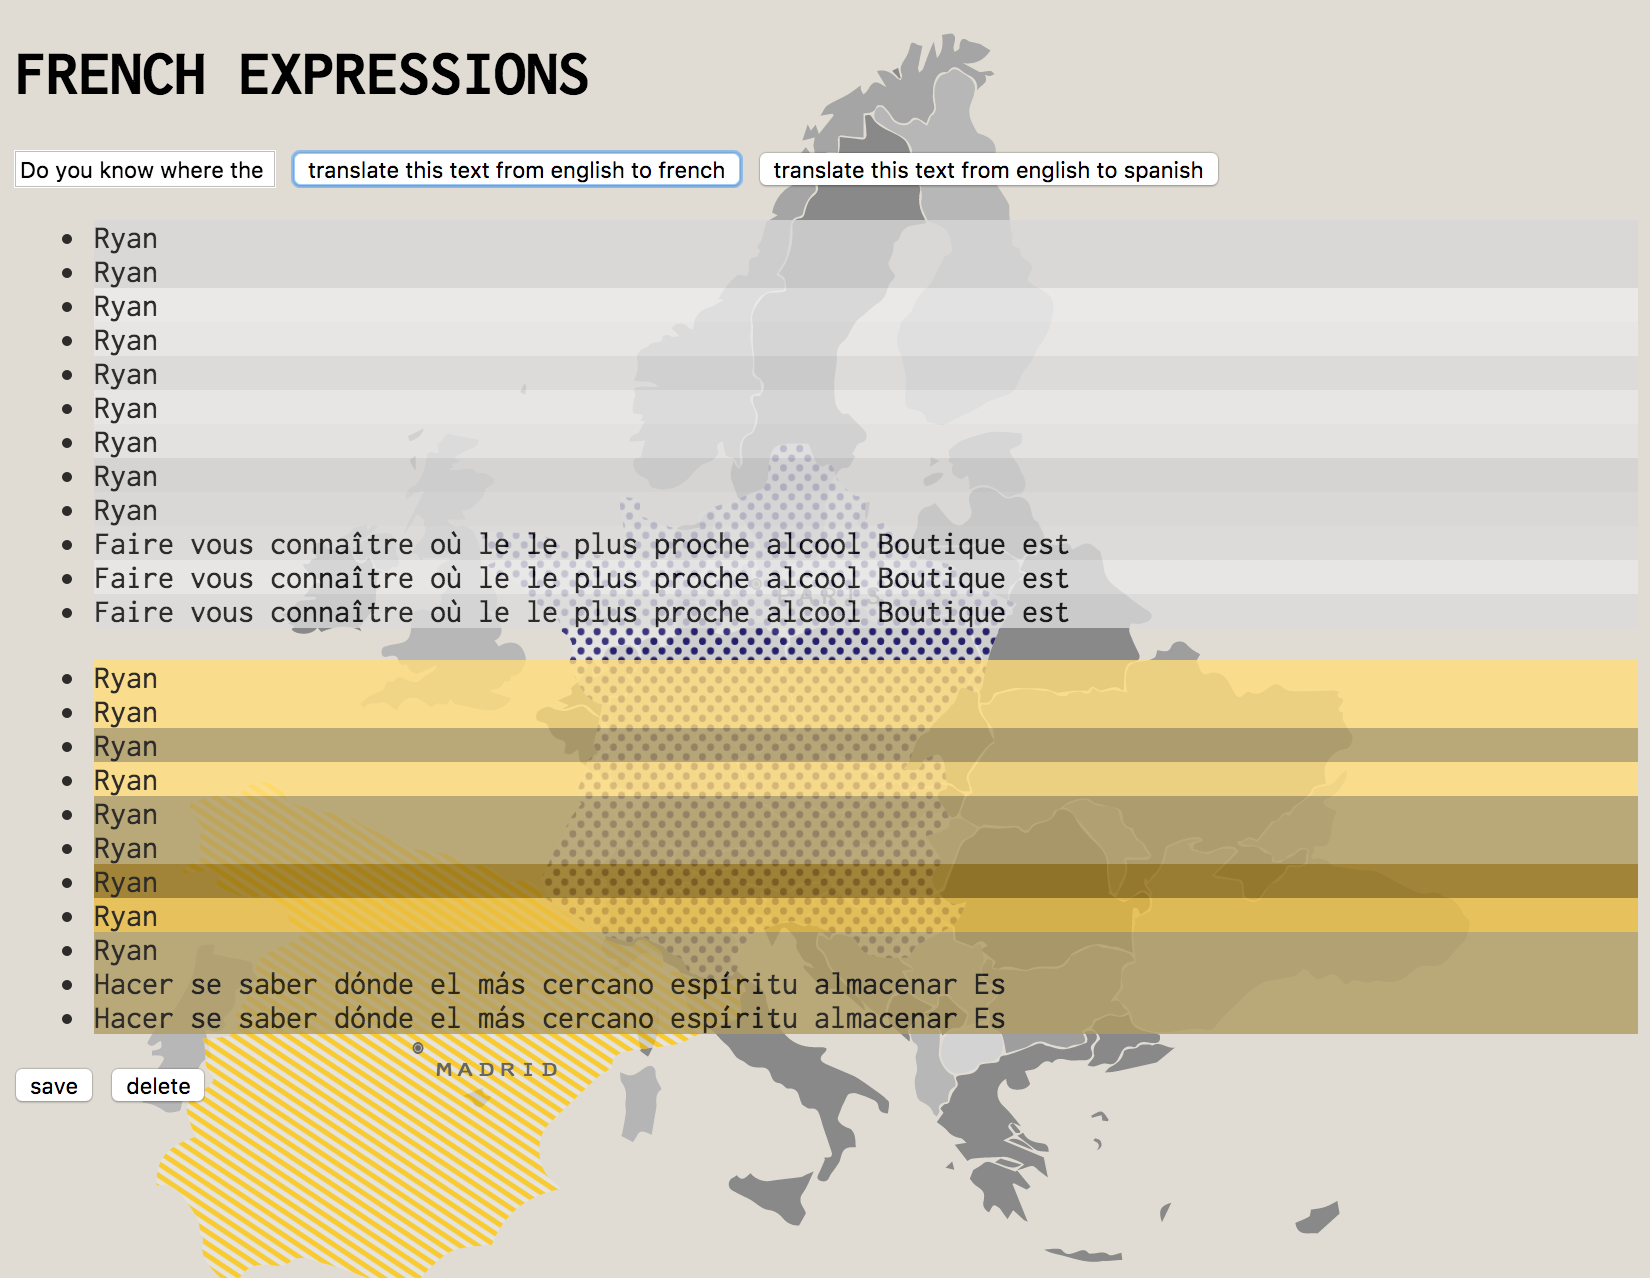 FRENCH EXPRESSIONS
Do you know where the
translate this text from english to french
translate this text from english to spanish
Ryan
Ryan
Ryan
Ryan
Ryan
Ryan
Ryan
Ryan
Ryan
Faire vous connaître où le le plus proche alcool Boutique est
Faire vous connaître où le le plus proche alcool Boutique est
PARIS
Faire vous connaître où le le plus proche alcool Boutique est
Ryan
Ryan
Ryan
Ryan
Ryan
Ryan
Ryan
Ryan
Ryan
Hacer se saber dónde el más cercano espíritu almacenar Es
Hacer se saber dónde el más cercano espíritu almacenar Es
MADRID
save
delete